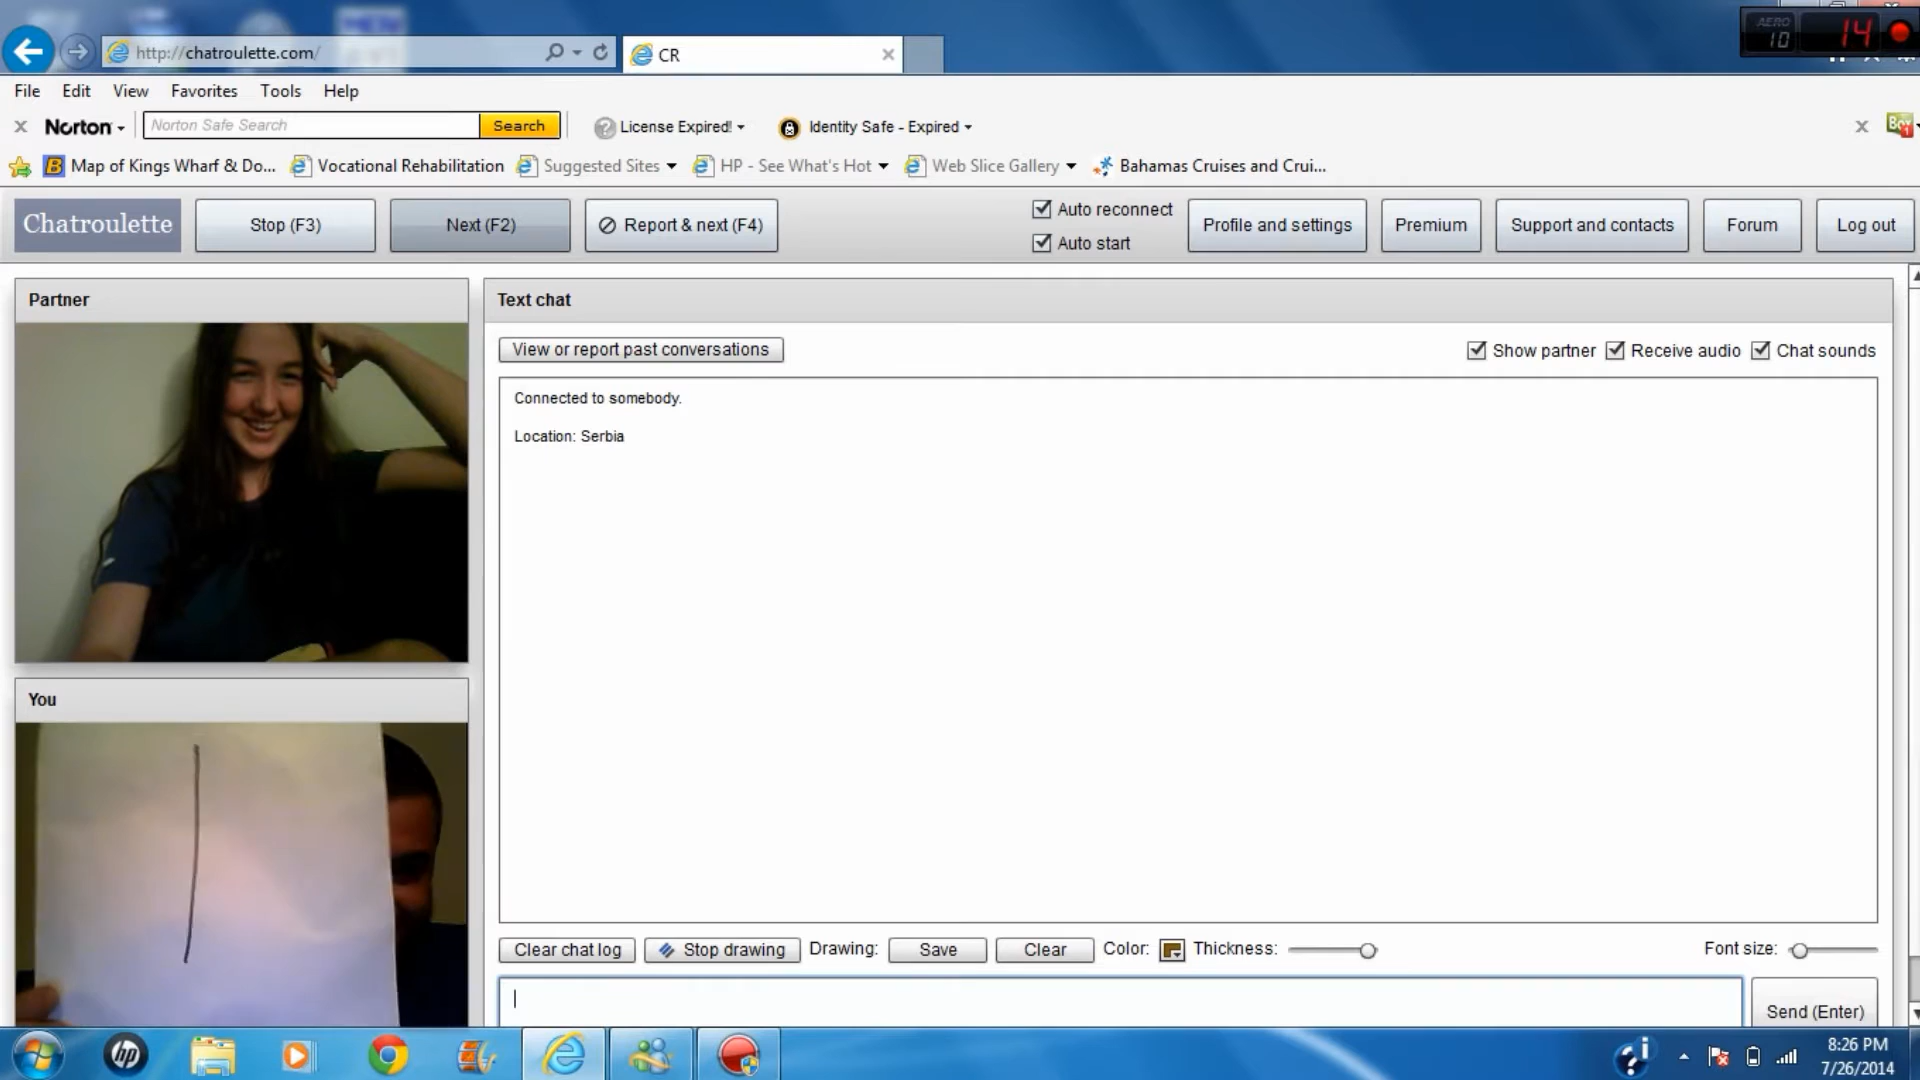 AERO
10
14
http://chatroulette.com/
CR
File Edit View Favorites Tools Help
Norton
Norton Safe Search
Search
License Expired!
Identity Safe - Expired
Map of Kings Wharf & Do...
Vocational Rehabilitation
Suggested Sites
HP - See What's Hot
Web Slice Gallery
Bahamas Cruises and Crui...
Chatroulette
Stop (F3)
Next (F2)
Report & next (F4)
Auto reconnect
Auto start
Profile and settings
Premium
Support and contacts
Forum
Log out
Partner
Text chat
View or report past conversations
Show partner
Receive audio
Chat sounds
Connected to somebody.
Location: Serbia
You
Clear chat log
Stop drawing
Drawing:
Save
Clear
Color:
Thickness:
Font size:
Send (Enter)
hp
8:26 PM
7/26/2014